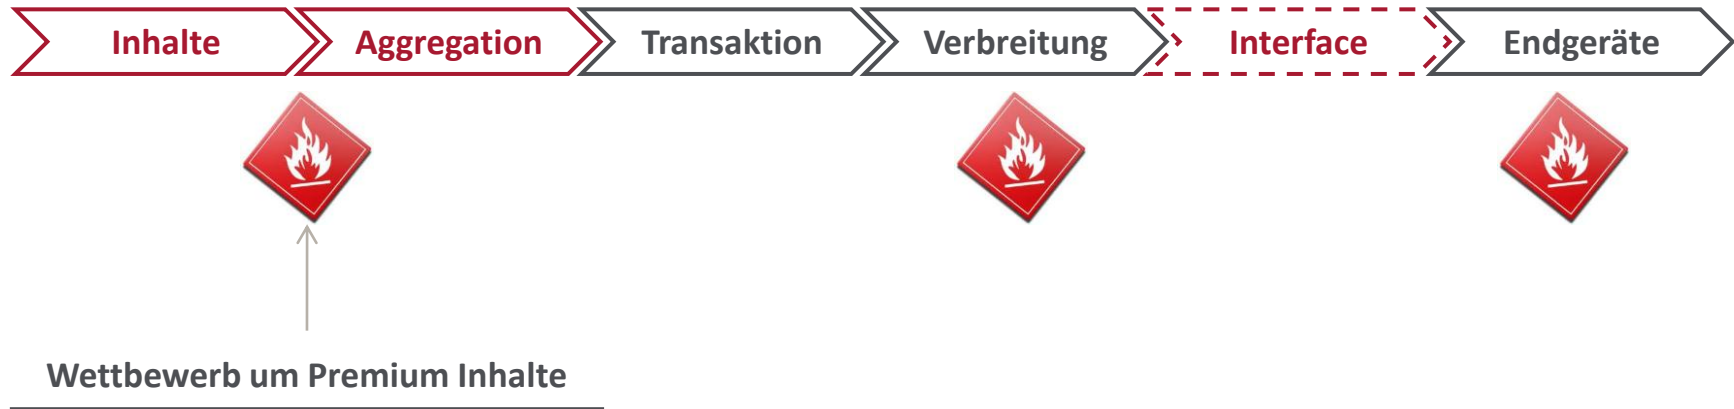 Inhalte Aggregation Transaktion Verbreitung Interface Endgeräte
Wettbewerb um Premium Inhalte